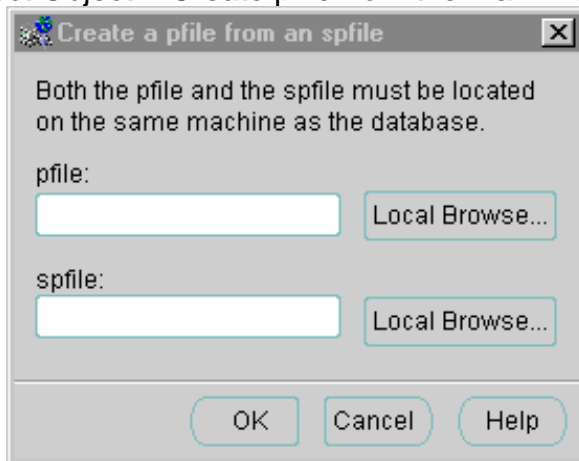 Create a pfile from an spfile
Both the pfile and the spfile must be located
on the same machine as the database.
pfile:
Local Browse...
spfile:
Local Browse...
OK Cancel Help